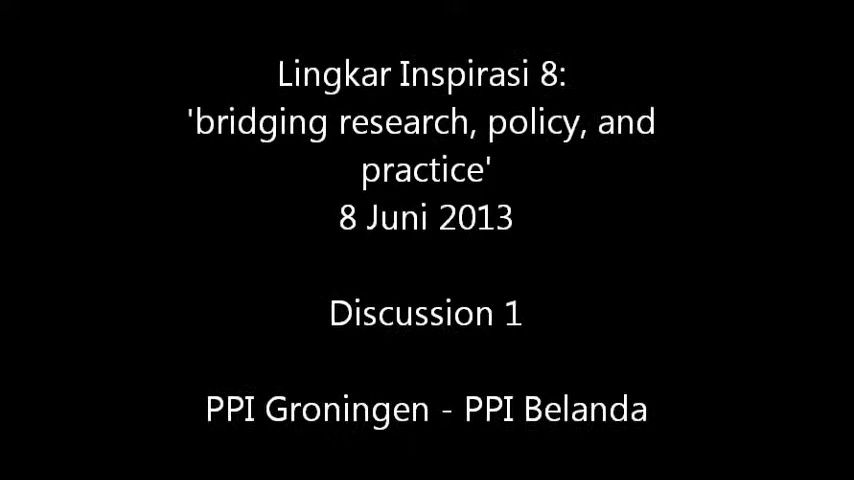 Lingkar Inspirasi 8:
'bridging research, policy, and
practice'
8 Juni 2013
Discussion 1
PPI Groningen - PPI Belanda